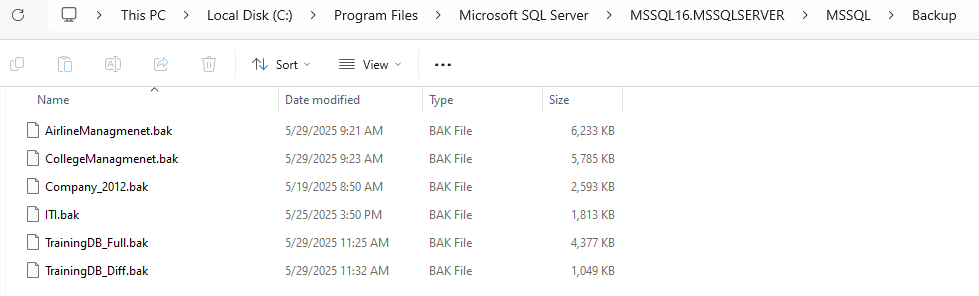 This PC > Local Disk (C:) > Program Files > Microsoft SQL Server > MSSQL16.MSSQLSERVER > MSSQL > Backup
Sort View ...
Name Date modified Type Size
AirlineManagmenet.bak 5/29/2025 9:21 AM BAK File 6,233 KB
CollegeManagmenet.bak 5/29/2025 9:23 AM BAK File 5,785 KB
Company_2012.bak 5/19/2025 8:50 AM BAK File 2,593 KB
ITI.bak 5/25/2025 3:50 PM BAK File 1,813 KB
TrainingDB_Full.bak 5/29/2025 11:25 AM BAK File 4,377 KB
TrainingDB_Diff.bak 5/29/2025 11:32 AM BAK File 1,049 KB